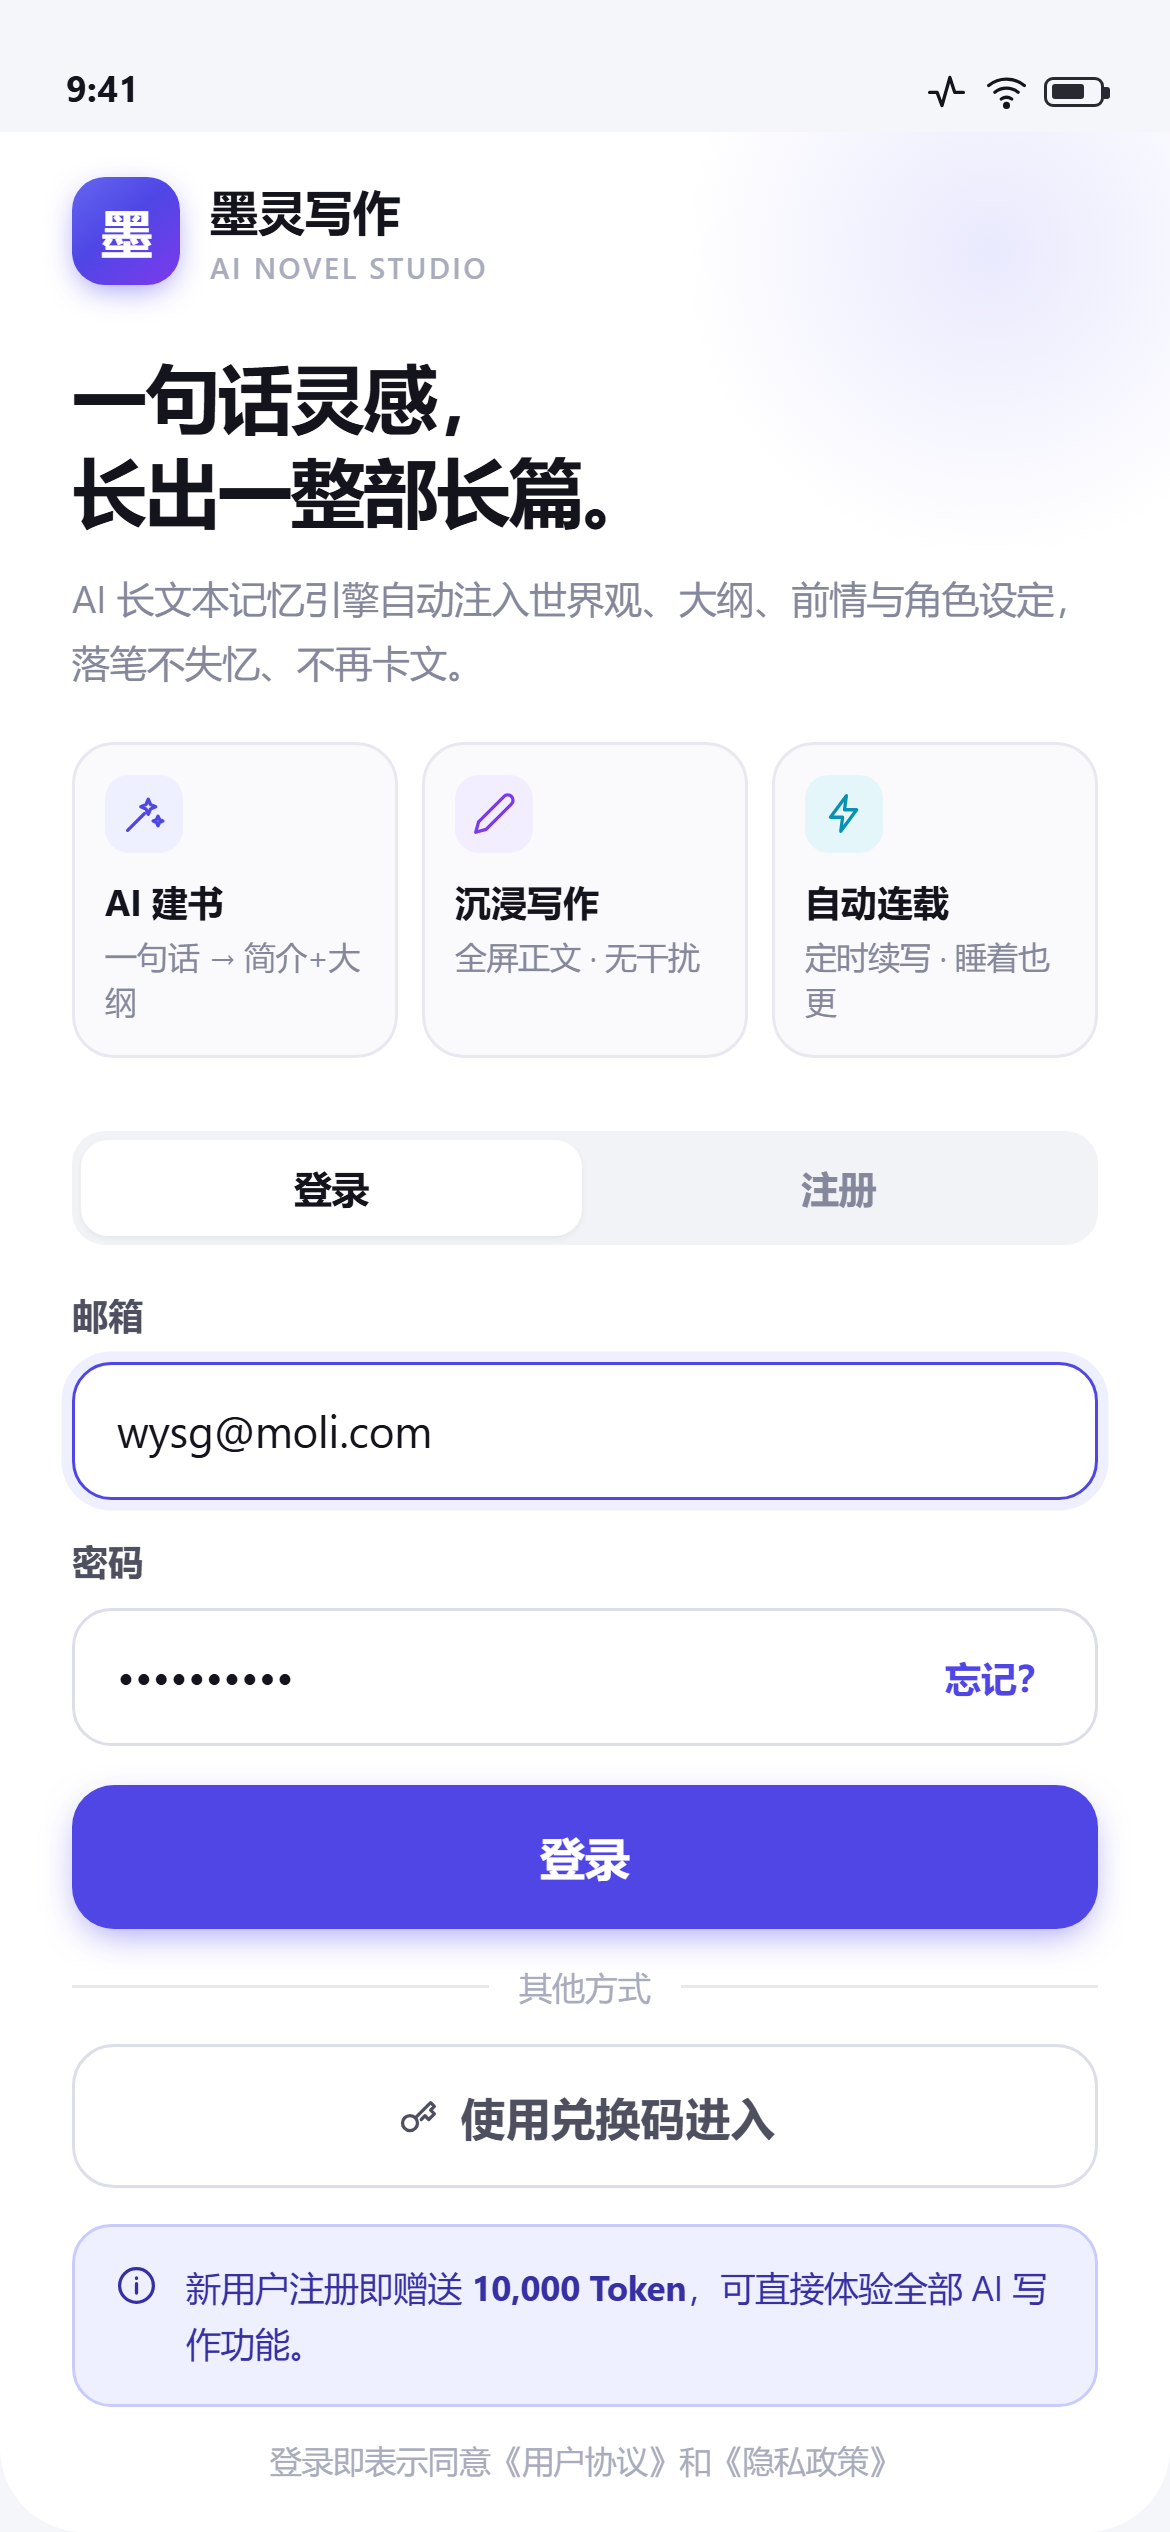 9:41
墨
墨灵写作
AI NOVEL STUDIO
一句话灵感，
长出一整部长篇。
AI 长文本记忆引擎自动注入世界观、大纲、前情与角色设定，
落笔不失忆、不再卡文。
AI 建书
一句话 → 简介+大
纲
沉浸写作
全屏正文 · 无干扰
自动连载
定时续写 · 睡着也
更
登录
注册
邮箱
wysg@moli.com
密码
••••••••••
忘记？
登录
其他方式
使用兑换码进入
新用户注册即赠送 10,000 Token，可直接体验全部 AI 写
作功能。
登录即表示同意《用户协议》和《隐私政策》